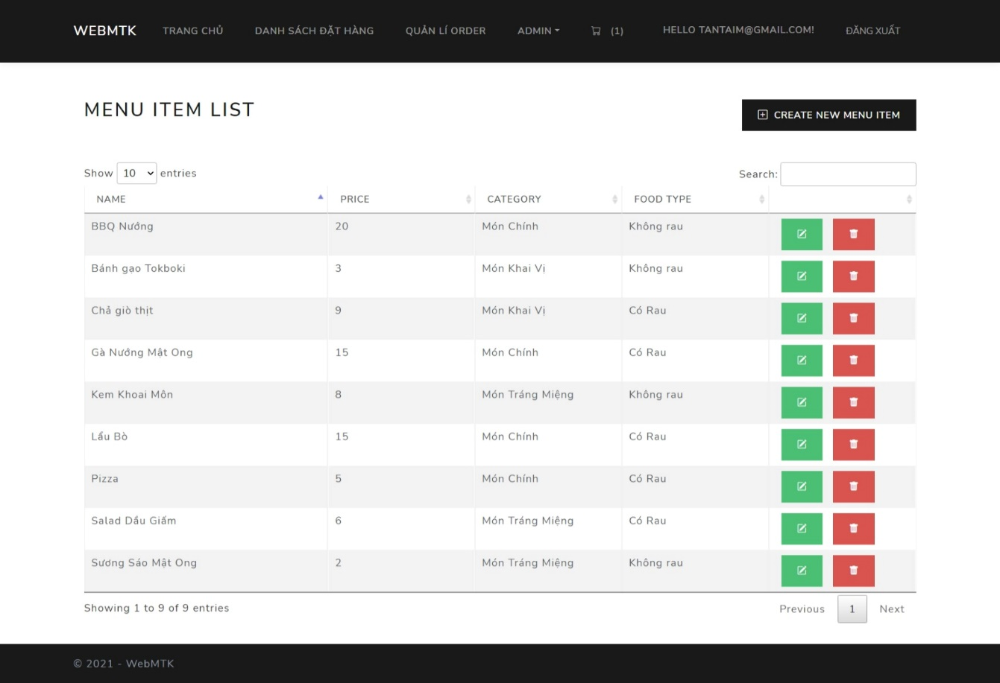 WEBMTK TRANG CHỦ DANH SÁCH ĐẶT HÀNG QUẢN LÍ ORDER ADMIN (1) HELLO TANTAIM@GMAIL.COM! ĐĂNG XUẤT
MENU ITEM LIST
CREATE NEW MENU ITEM
Show 10 entries
Search:
NAME PRICE CATEGORY FOOD TYPE
BBQ Nướng 20 Món Chính Không rau
Bánh gạo Tokboki 3 Món Khai Vị Không rau
Chả giò thịt 9 Món Khai Vị Có Rau
Gà Nướng Mật Ong 15 Món Chính Có Rau
Kem Khoai Môn 8 Món Tráng Miệng Không rau
Lẩu Bò 15 Món Chính Có Rau
Pizza 5 Món Chính Có Rau
Salad Dầu Giấm 6 Món Tráng Miệng Có Rau
Sương Sáo Mật Ong 2 Món Tráng Miệng Không rau
Showing 1 to 9 of 9 entries
Previous 1 Next
© 2021 - WebMTK